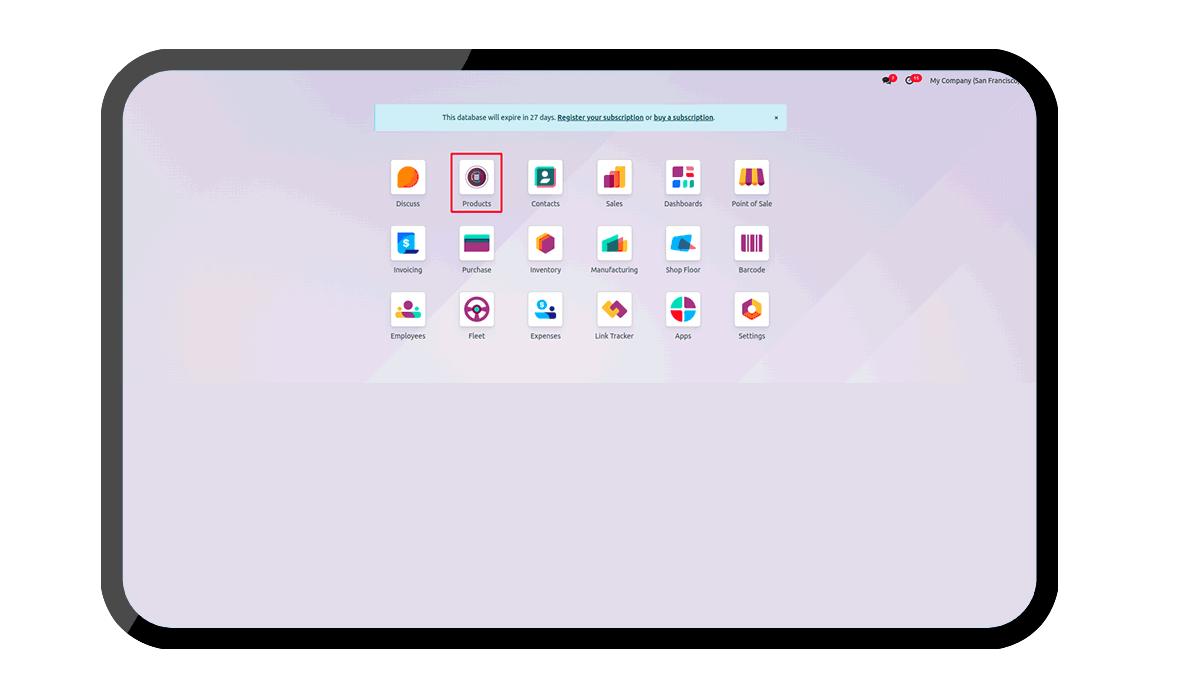 My Company (San Francisco)
This database will expire in 27 days. Register your subscription or buy a subscription.
Discuss
Products
Contacts
Sales
Dashboards
Point of Sale
Invoicing
Purchase
Inventory
Manufacturing
Shop Floor
Barcode
Employees
Fleet
Expenses
Link Tracker
Apps
Settings